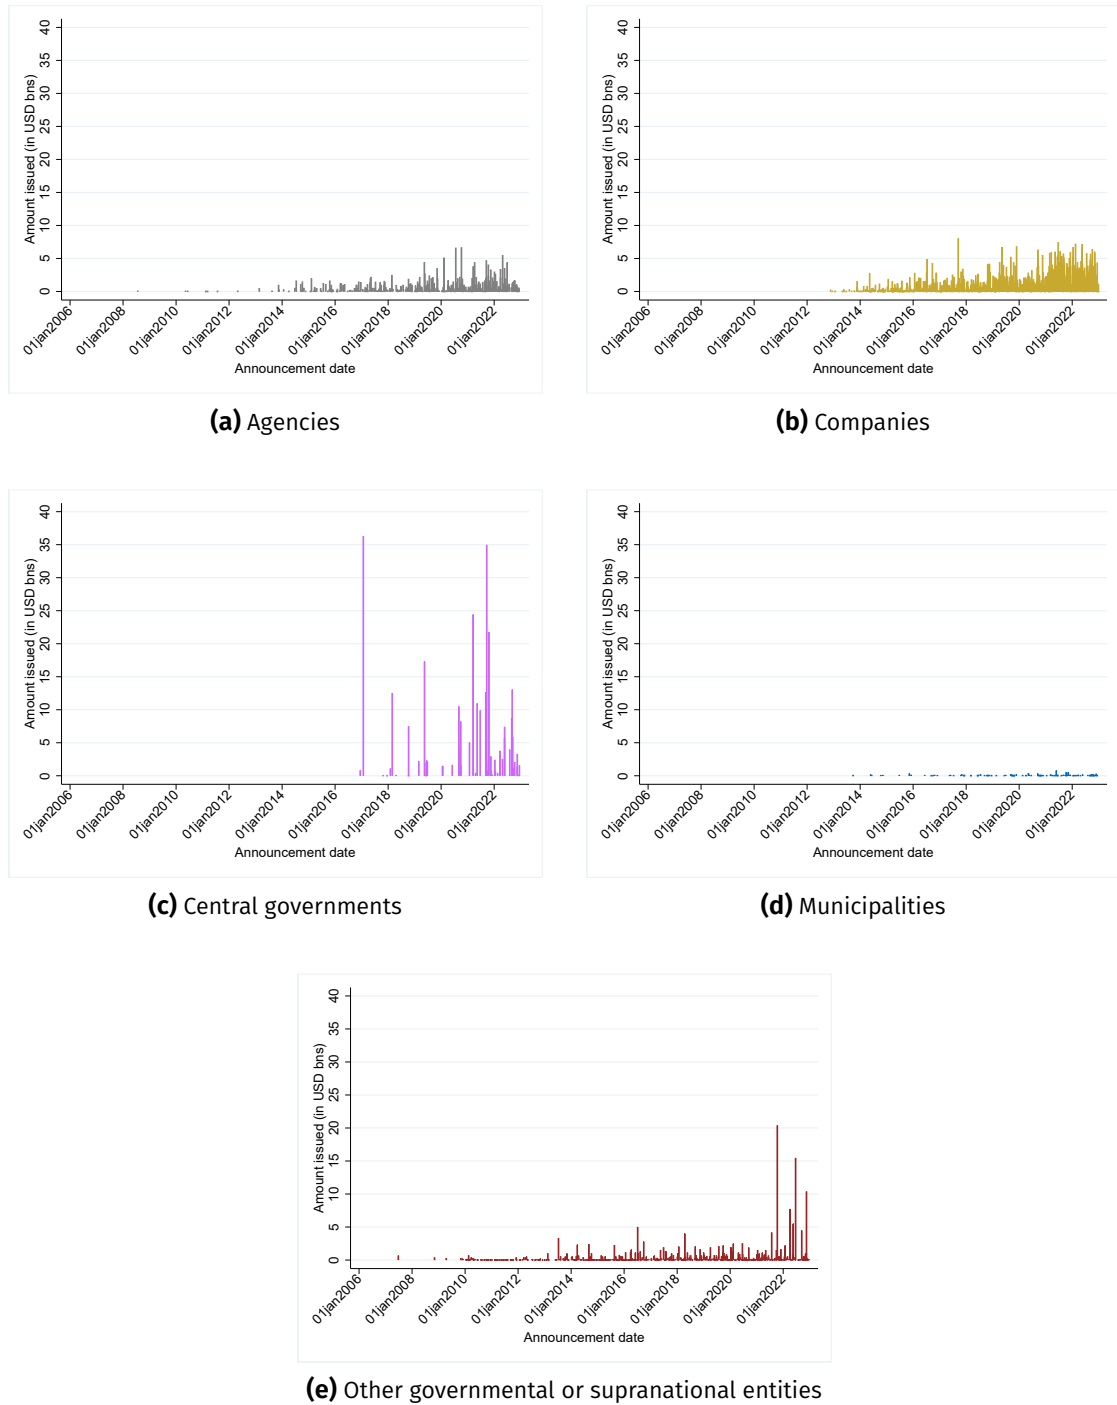 Amount issued (in USD bns)
40
35
30
25
20
15
10
5
0
01jan2006
01jan2008
01jan2010
01jan2012
01jan2014
01jan2016
01jan2018
01jan2020
01jan2022
Announcement date
(a) Agencies
Amount issued (in USD bns)
40
35
30
25
20
15
10
5
0
01jan2006
01jan2008
01jan2010
01jan2012
01jan2014
01jan2016
01jan2018
01jan2020
01jan2022
Announcement date
(b) Companies
Amount issued (in USD bns)
40
35
30
25
20
15
10
5
0
01jan2006
01jan2008
01jan2010
01jan2012
01jan2014
01jan2016
01jan2018
01jan2020
01jan2022
Announcement date
(c) Central governments
Amount issued (in USD bns)
40
35
30
25
20
15
10
5
0
01jan2006
01jan2008
01jan2010
01jan2012
01jan2014
01jan2016
01jan2018
01jan2020
01jan2022
Announcement date
(d) Municipalities
Amount issued (in USD bns)
40
35
30
25
20
15
10
5
0
01jan2006
01jan2008
01jan2010
01jan2012
01jan2014
01jan2016
01jan2018
01jan2020
01jan2022
Announcement date
(e) Other governmental or supranational entities